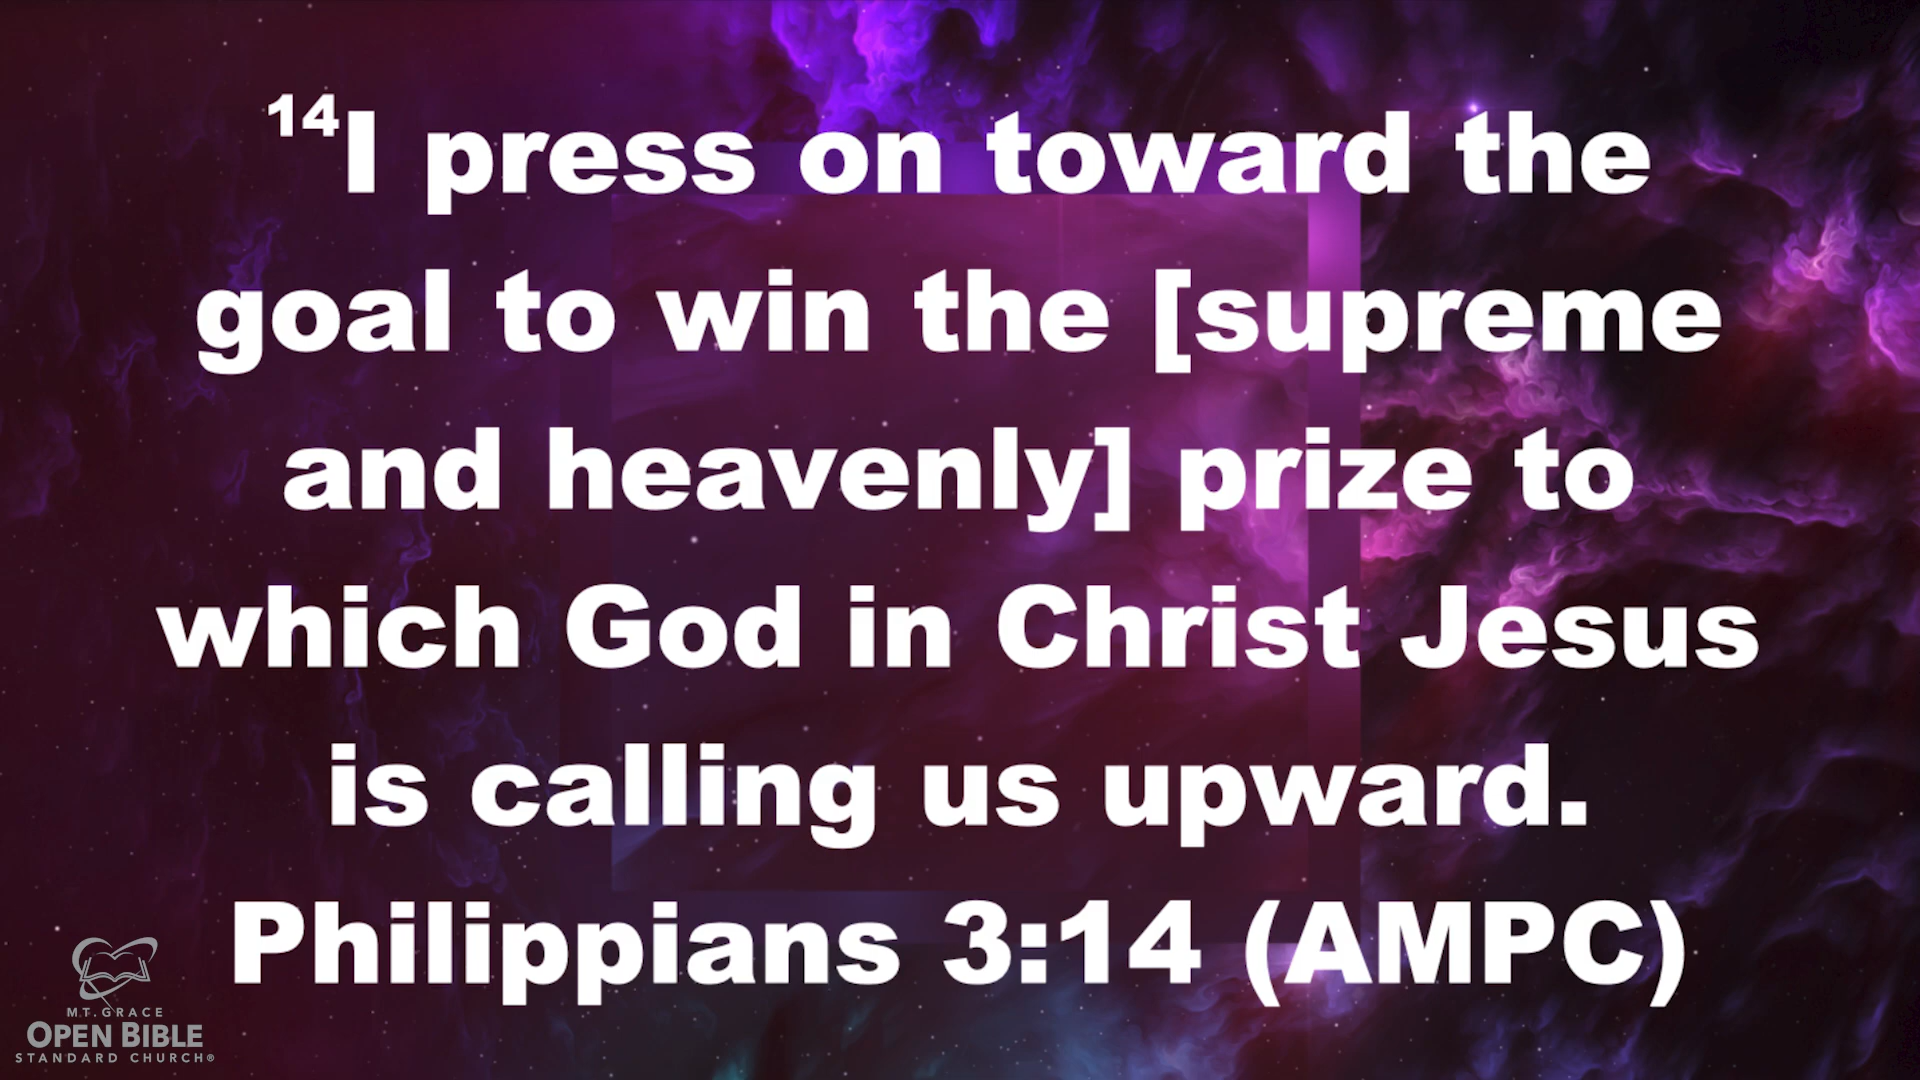 14I press on toward the
goal to win the [supreme
and heavenly] prize to
which God in Christ Jesus
is calling us upward.
Philippians 3:14 (AMPC)
MT. GRACE
OPEN BIBLE
STANDARD CHURCH®